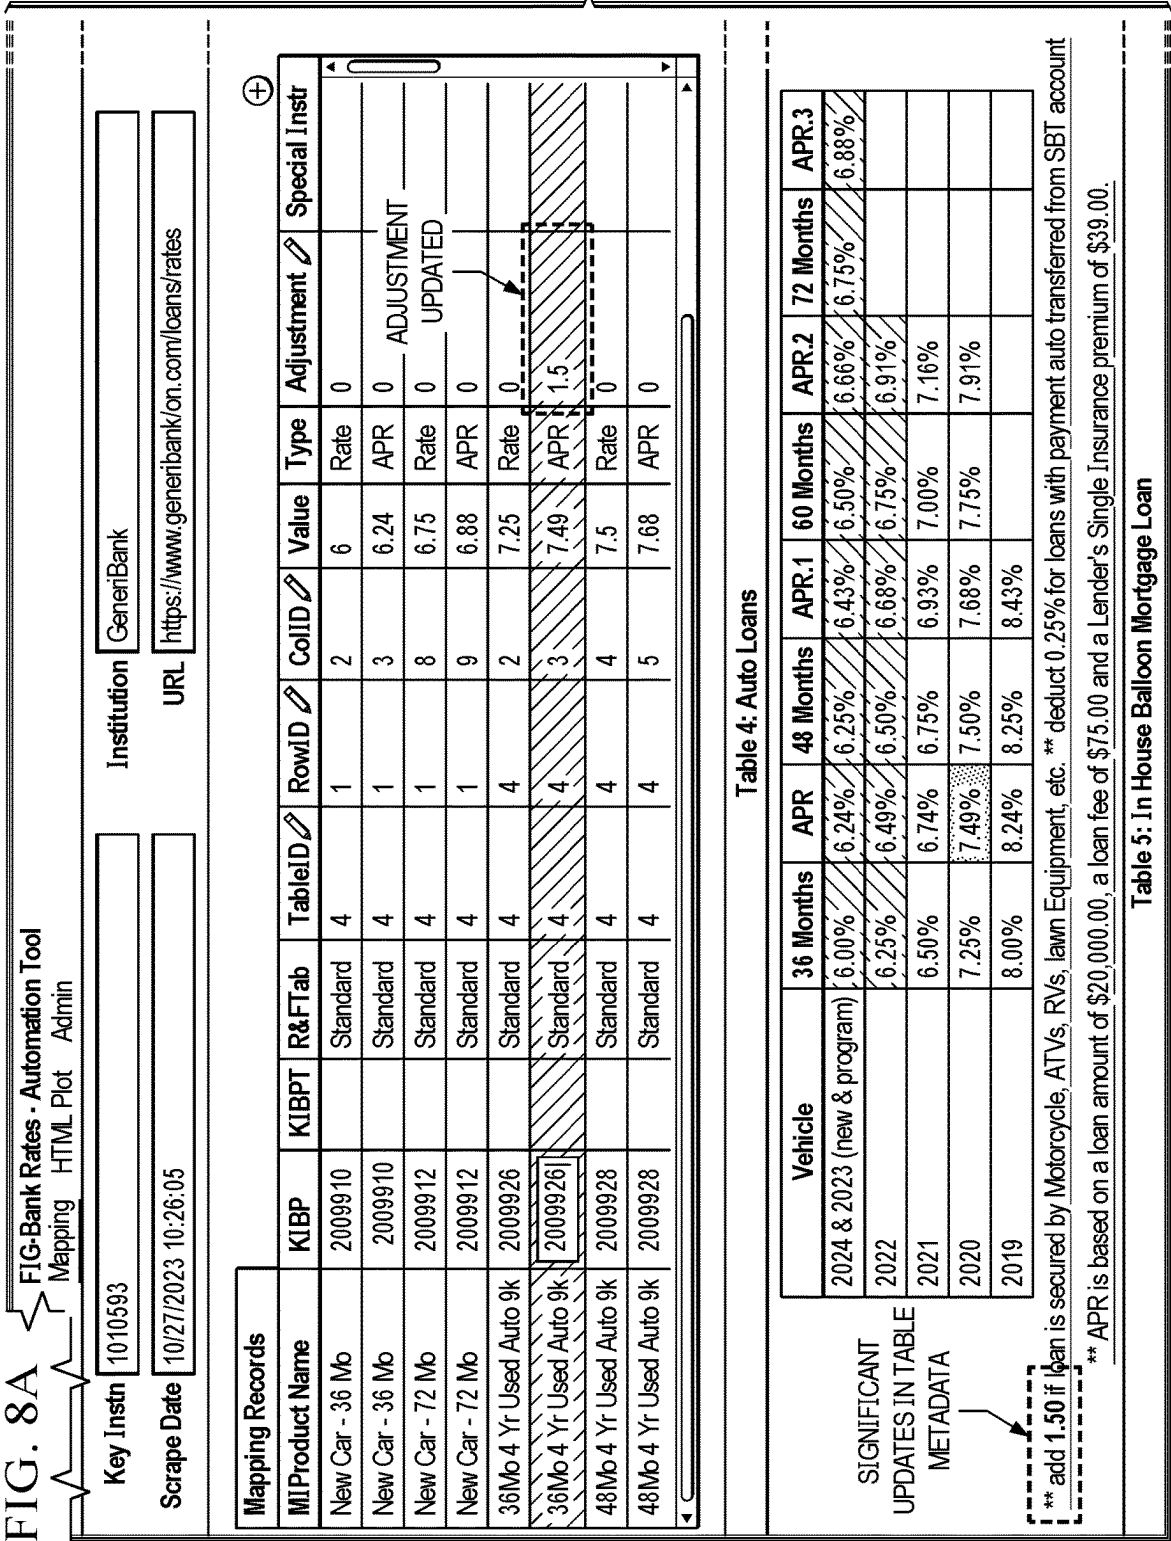 FIG. 8A
FIG-Bank Rates - Automation Tool
Mapping HTML Plot Admin
Key Instn 1010593 Institution GeneriBank
Scrape Date 10/27/2023 10:26:05 URL https://www.generibank/on.com/loans/rates
Mapping Records
MIProduct Name KIBP KIBPT R&FTab TableID RowID ColID Value Type Adjustment Special Instr
New Car - 36 Mo 2009910 Standard 4 1 2 6 Rate 0
New Car - 36 Mo 2009910 Standard 4 1 3 6.24 APR 0
New Car - 72 Mo 2009912 Standard 4 1 8 6.75 Rate 0
New Car - 72 Mo 2009912 Standard 4 1 9 6.88 APR 0
36Mo 4 Yr Used Auto 9k 2009926 Standard 4 4 2 7.25 Rate 0
36Mo 4 Yr Used Auto 9k 2009926| Standard 4 4 3 7.49 APR 1.5
48Mo 4 Yr Used Auto 9k 2009928 Standard 4 4 4 7.5 Rate 0
48Mo 4 Yr Used Auto 9k 2009928 Standard 4 4 5 7.68 APR 0
ADJUSTMENT
UPDATED
Table 4: Auto Loans
Vehicle 36 Months APR 48 Months APR.1 60 Months APR.2 72 Months APR.3
2024 & 2023 (new & program) 6.00% 6.24% 6.25% 6.43% 6.50% 6.66% 6.75% 6.88%
2022 6.25% 6.49% 6.50% 6.68% 6.75% 6.91%
2021 6.50% 6.74% 6.75% 6.93% 7.00% 7.16%
2020 7.25% 7.49% 7.50% 7.68% 7.75% 7.91%
2019 8.00% 8.24% 8.25% 8.43%
SIGNIFICANT
UPDATES IN TABLE
METADATA
** add 1.50 if loan is secured by Motorcycle, ATVs, RVs, lawn Equipment, etc. ** deduct 0.25% for loans with payment auto transferred from SBT account
** APR is based on a loan amount of $20,000.00, a loan fee of $75.00 and a Lender's Single Insurance premium of $39.00.
Table 5: In House Balloon Mortgage Loan